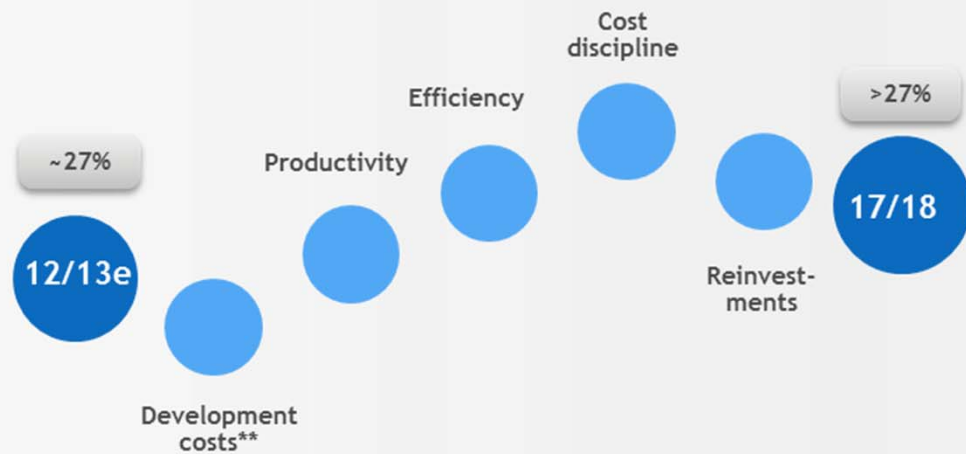 ~27%
12/13e
Development
costs**
Productivity
Efficiency
Cost
discipline
Reinvest-
ments
>27%
17/18